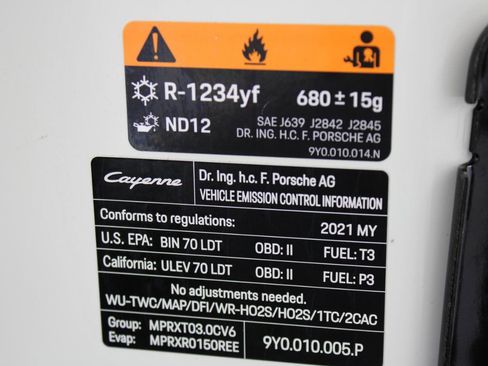 R-1234yf 680 ± 15g
ND12 SAE J639 J2842 J2845
DR. ING. H.C. F. PORSCHE AG
9Y0.010.014.N
Cayenne Dr. Ing. h.c. F. Porsche AG
VEHICLE EMISSION CONTROL INFORMATION
Conforms to regulations: 2021 MY
U.S. EPA: BIN 70 LDT OBD: II FUEL: T3
California: ULEV 70 LDT OBD: II FUEL: P3
No adjustments needed.
WU-TWC/MAP/DFI/WR-HO2S/HO2S/1TC/2CAC
Group: MPRXT03.0CV6
Evap: MPRXR0150REE 9Y0.010.005.P